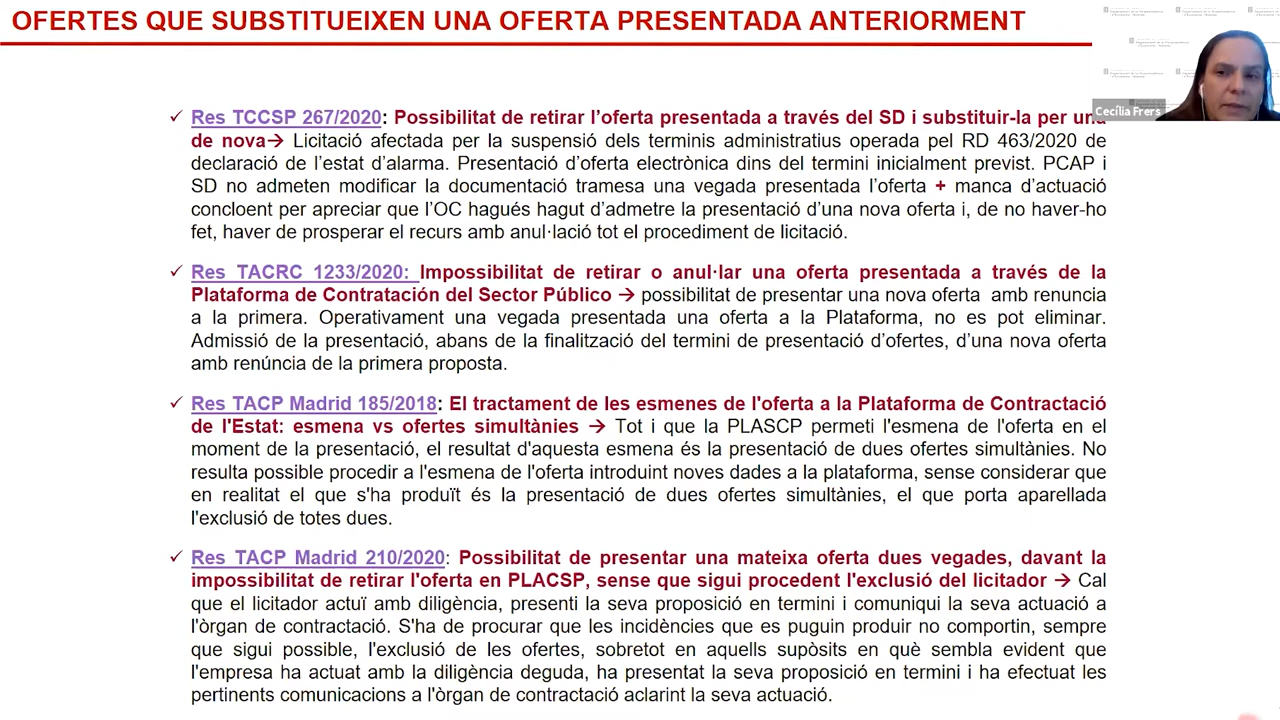 OFERTES QUE SUBSTITUEIXEN UNA OFERTA PRESENTADA ANTERIORMENT
Cecília Frers
✓ Res TCCSP 267/2020: Possibilitat de retirar l’oferta presentada a través del SD i substituir-la per una
de nova→ Licitació afectada per la suspensió dels terminis administratius operada pel RD 463/2020 de
declaració de l’estat d’alarma. Presentació d’oferta electrònica dins del termini inicialment previst. PCAP i
SD no admeten modificar la documentació tramesa una vegada presentada l’oferta + manca d’actuació
concloent per apreciar que l’OC hagués hagut d’admetre la presentació d’una nova oferta i, de no haver-ho
fet, haver de prosperar el recurs amb anul·lació tot el procediment de licitació.
✓ Res TACRC 1233/2020: Impossibilitat de retirar o anul·lar una oferta presentada a través de la
Plataforma de Contratación del Sector Público → possibilitat de presentar una nova oferta amb renuncia
a la primera. Operativament una vegada presentada una oferta a la Plataforma, no es pot eliminar.
Admissió de la presentació, abans de la finalització del termini de presentació d’ofertes, d’una nova oferta
amb renúncia de la primera proposta.
✓ Res TACP Madrid 185/2018: El tractament de les esmenes de l'oferta a la Plataforma de Contractació
de l'Estat: esmena vs ofertes simultànies → Tot i que la PLASCP permeti l'esmena de l'oferta en el
moment de la presentació, el resultat d'aquesta esmena és la presentació de dues ofertes simultànies. No
resulta possible procedir a l'esmena de l'oferta introduint noves dades a la plataforma, sense considerar que
en realitat el que s'ha produït és la presentació de dues ofertes simultànies, el que porta aparellada
l'exclusió de totes dues.
✓ Res TACP Madrid 210/2020: Possibilitat de presentar una mateixa oferta dues vegades, davant la
impossibilitat de retirar l'oferta en PLACSP, sense que sigui procedent l'exclusió del licitador → Cal
que el licitador actuï amb diligència, presenti la seva proposició en termini i comuniqui la seva actuació a
l'òrgan de contractació. S'ha de procurar que les incidències que es puguin produir no comportin, sempre
que sigui possible, l'exclusió de les ofertes, sobretot en aquells supòsits en què sembla evident que
l'empresa ha actuat amb la diligència deguda, ha presentat la seva proposició en termini i ha efectuat les
pertinents comunicacions a l'òrgan de contractació aclarint la seva actuació.